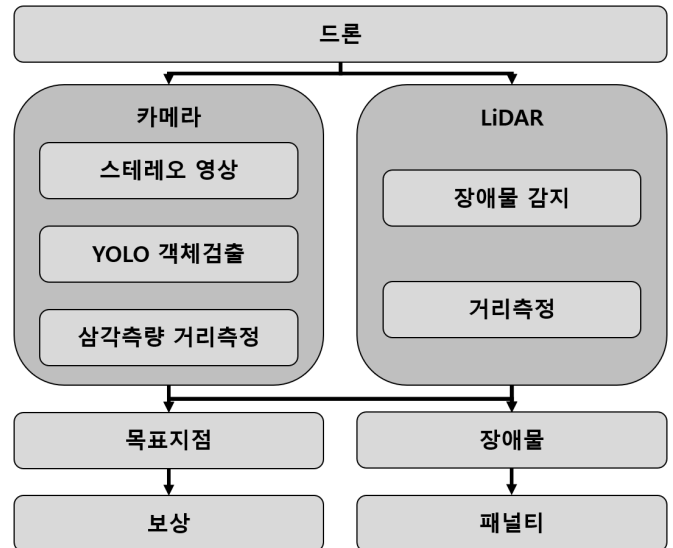 드론
카메라
스테레오 영상
YOLO 객체검출
삼각측량 거리측정
LiDAR
장애물 감지
거리측정
목표지점
장애물
보상
패널티